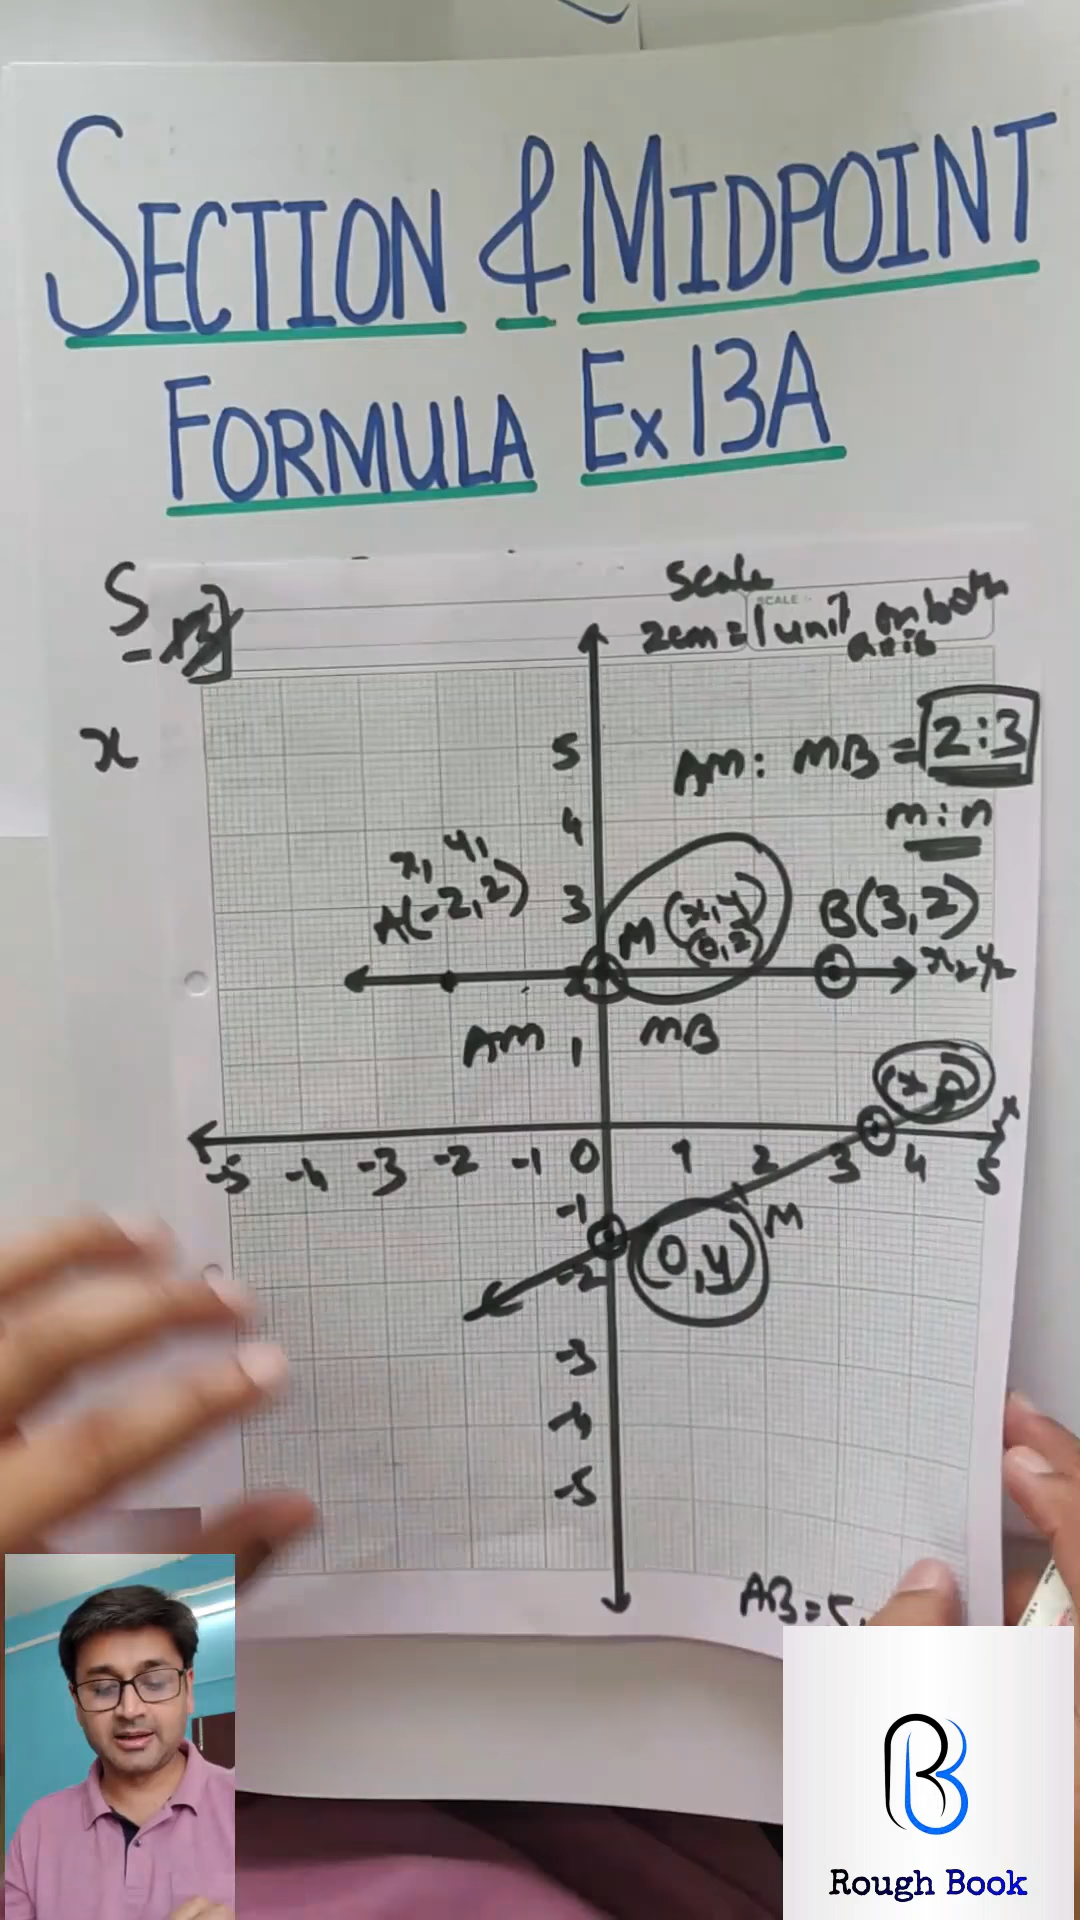 SECTION & MIDPOINT
FORMULA Ex 13A
Scale
SCALE :-
2cm = 1 unit on both
axis
x
AM : MB = 2:3
m:n
5
4
3
2
1
x₁ y₁
A(-2,2)
M (x,y)
(0,2)
B(3,2)
x₂ y₂
AM
MB
(x,0)
x
-5 -4 -3 -2 -1 0 1 2 3 4 5
-1
-2
-3
-4
-5
M
(0,y)
AB=5
B
Rough Book